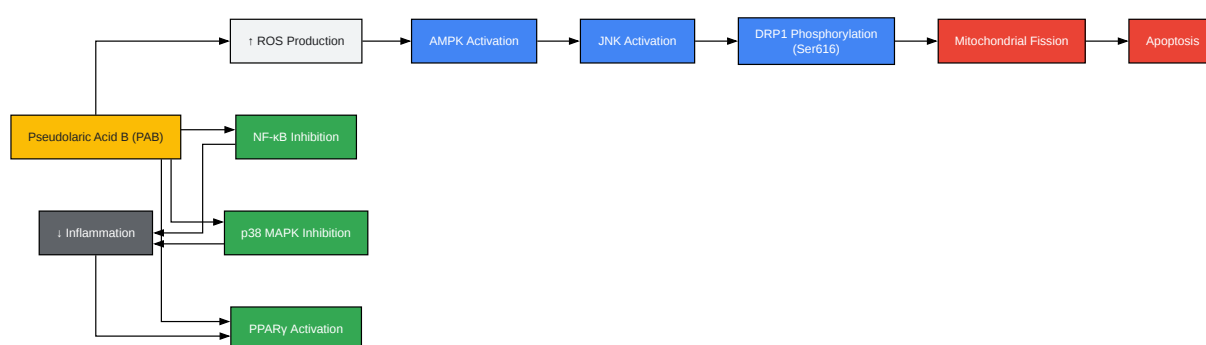 ↑ ROS Production
AMPK Activation
JNK Activation
DRP1 Phosphorylation
(Ser616)
Mitochondrial Fission
Apoptosis
Pseudolaric Acid B (PAB)
NF-κB Inhibition
↓ Inflammation
p38 MAPK Inhibition
PPARγ Activation